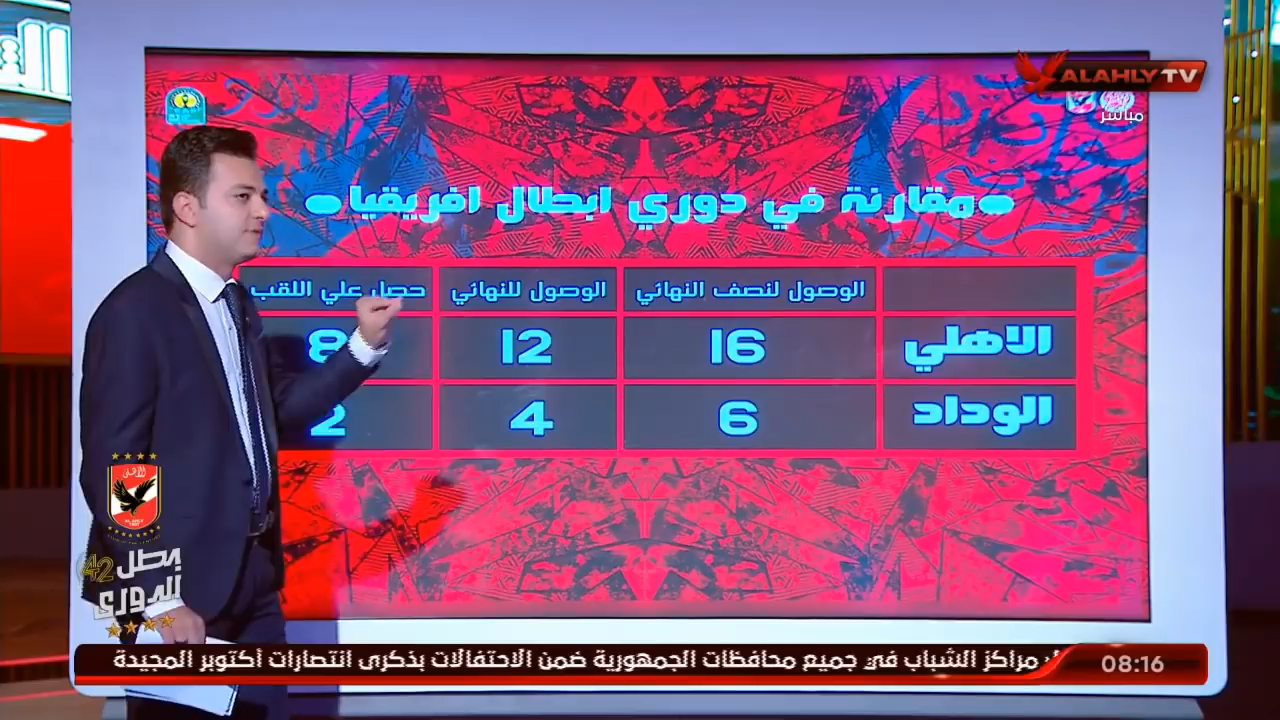 ALAHLY TV
مباشر
مقارنة في دوري ابطال افريقيا
الوصول لنصف النهائي الوصول للنهائي حصل علي اللقب
الاهلي 16 12 8
الوداد 6 4 2
بطل الدوري 42
مراكز الشباب في جميع محافظات الجمهورية ضمن الاحتفالات بذكرى انتصارات أكتوبر المجيدة
08:16